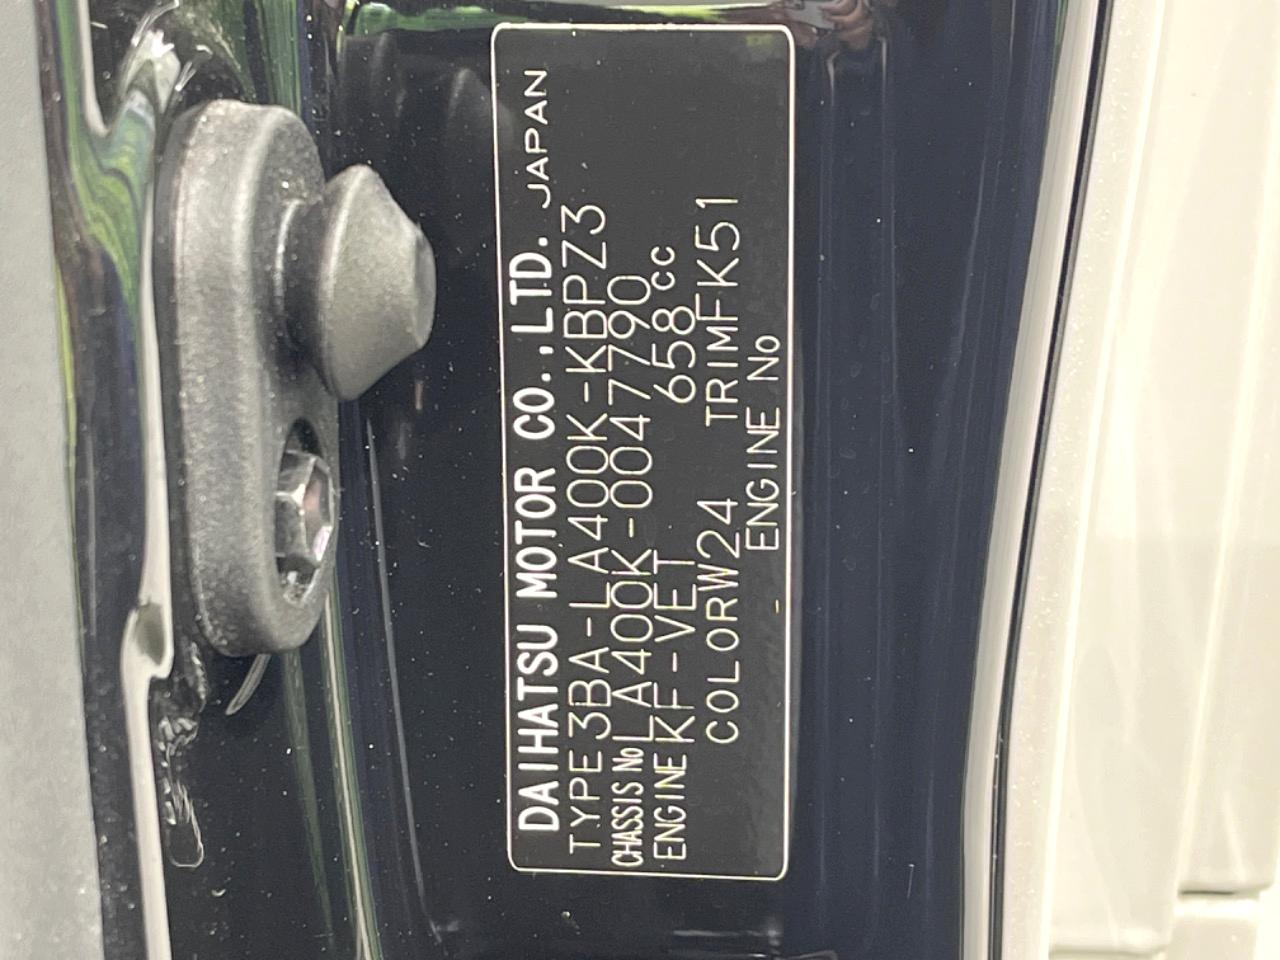 DAIHATSU MOTOR CO.,LTD. JAPAN
TYPE 3BA-LA400K-KBPZ3
CHASSIS No LA400K-0047790
ENGINE KF-VET 658cc
COLOR W24 TRIM FK51
- ENGINE No